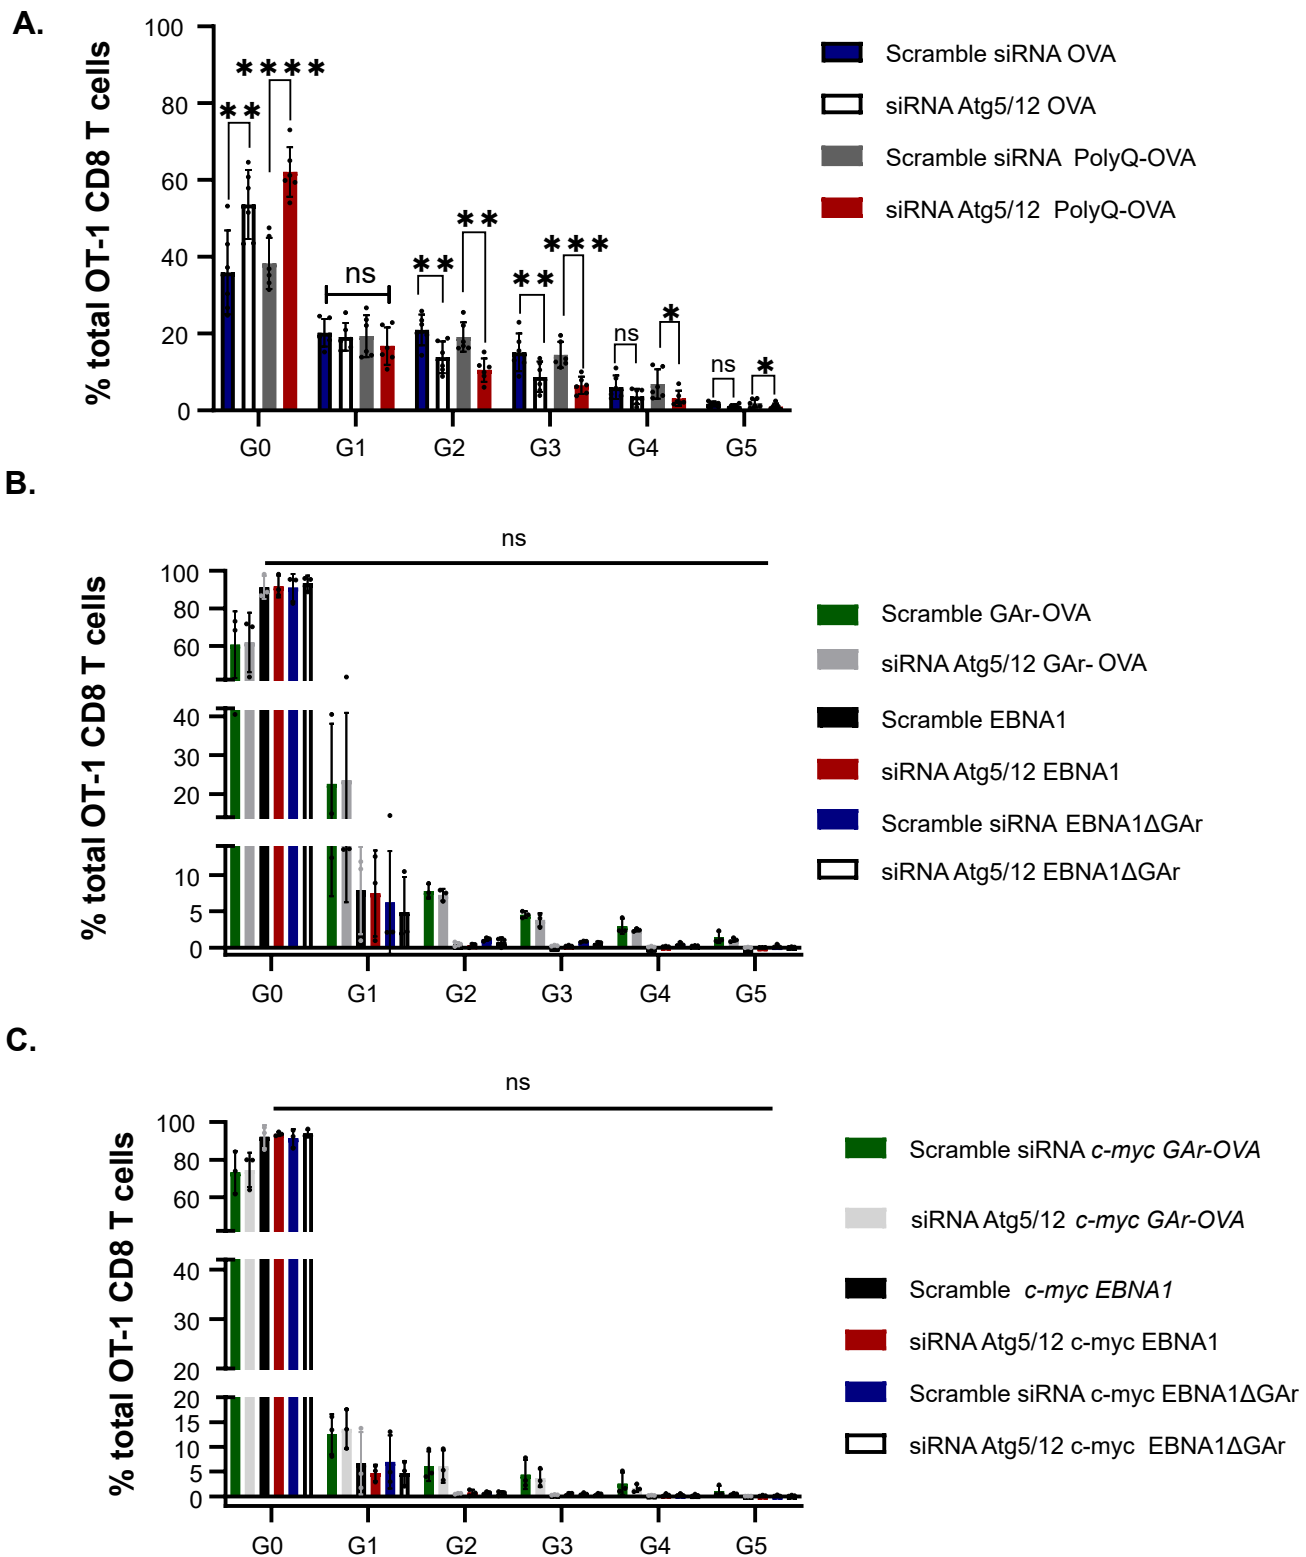 A.
% total OT-1 CD8 T cells
100
80
60
40
20
0
**
****
ns
**
**
**
***
ns
*
ns
*
G0 G1 G2 G3 G4 G5
Scramble siRNA OVA
siRNA Atg5/12 OVA
Scramble siRNA PolyQ-OVA
siRNA Atg5/12 PolyQ-OVA
B.
% total OT-1 CD8 T cells
ns
100
80
60
40
30
20
10
5
0
G0 G1 G2 G3 G4 G5
Scramble GAr-OVA
siRNA Atg5/12 GAr-OVA
Scramble EBNA1
siRNA Atg5/12 EBNA1
Scramble siRNA EBNA1ΔGAr
siRNA Atg5/12 EBNA1ΔGAr
C.
% total OT-1 CD8 T cells
ns
100
80
60
40
30
20
20
15
10
5
0
G0 G1 G2 G3 G4 G5
Scramble siRNA c-myc GAr-OVA
siRNA Atg5/12 c-myc GAr-OVA
Scramble c-myc EBNA1
siRNA Atg5/12 c-myc EBNA1
Scramble siRNA c-myc EBNA1ΔGAr
siRNA Atg5/12 c-myc EBNA1ΔGAr